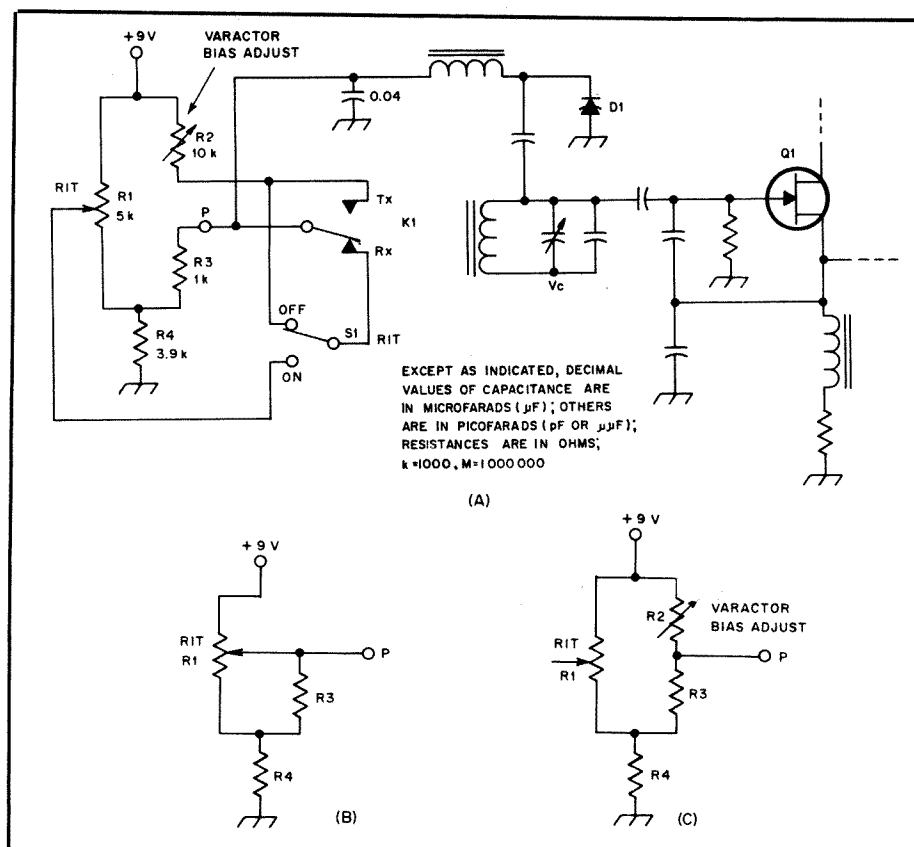 +9V
VARACTOR
BIAS ADJUST
R2
10 k
RIT
R1
5 k
P
R3
1k
R4
3.9 k
Tx
K1
Rx
OFF
S1
RIT
ON
0.04
D1
Q1
Vc
EXCEPT AS INDICATED, DECIMAL
VALUES OF CAPACITANCE ARE
IN MICROFARADS (µF); OTHERS
ARE IN PICOFARADS (pF OR µµF);
RESISTANCES ARE IN OHMS;
k =1000, M=1000000
(A)
+9 V
RIT
R1
P
R3
R4
(B)
+9 V
RIT
R1
R2
VARACTOR
BIAS ADJUST
P
R3
R4
(C)